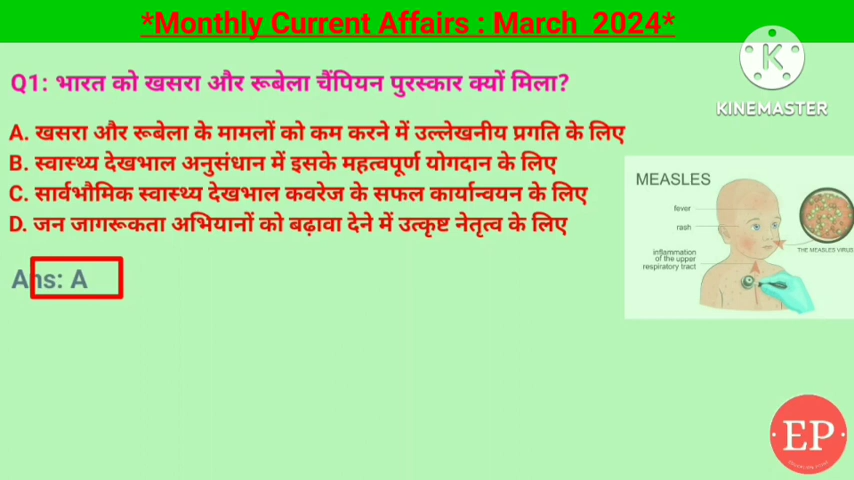 *Monthly Current Affairs : March 2024*
Q1: भारत को खसरा और रूबेला चैंपियन पुरस्कार क्यों मिला?
KINEMASTER
A. खसरा और रूबेला के मामलों को कम करने में उल्लेखनीय प्रगति के लिए
B. स्वास्थ्य देखभाल अनुसंधान में इसके महत्वपूर्ण योगदान के लिए
C. सार्वभौमिक स्वास्थ्य देखभाल कवरेज के सफल कार्यान्वयन के लिए
D. जन जागरूकता अभियानों को बढ़ावा देने में उत्कृष्ट नेतृत्व के लिए
Ans: A
MEASLES
fever
rash
THE MEASLES VIRUS
inflammation
of the upper
respiratory tract
EP